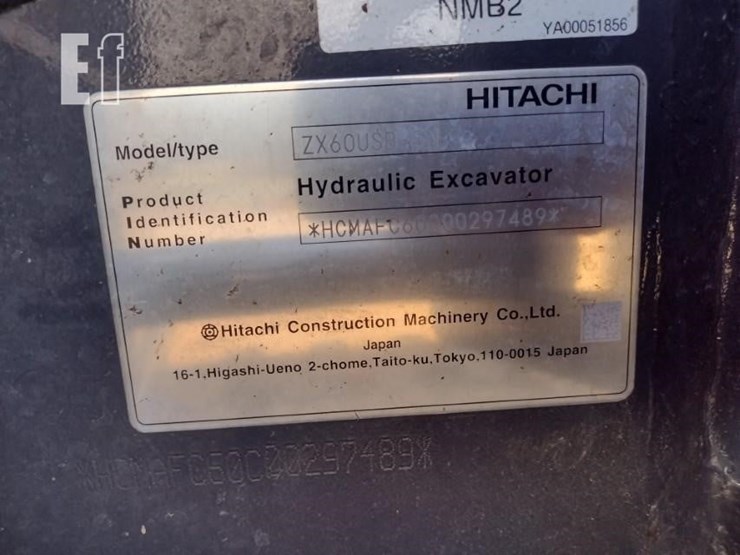 Ef
NMB2
YA00051856
HITACHI
Model/type
Hydraulic Excavator
Product
Identification
Number
Hitachi Construction Machinery Co.,Ltd.
Japan
16-1,Higashi-Ueno 2-chome,Taito-ku,Tokyo,110-0015 Japan